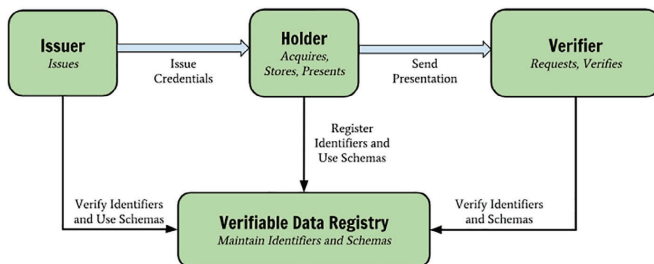 Issuer
Issues
Issue
Credentials
Holder
Acquires,
Stores, Presents
Send
Presentation
Verifier
Requests, Verifies
Register
Identifiers and
Use Schemas
Verify Identifiers
and Use Schemas
Verifiable Data Registry
Maintain Identifiers and Schemas
Verify Identifiers
and Schemas